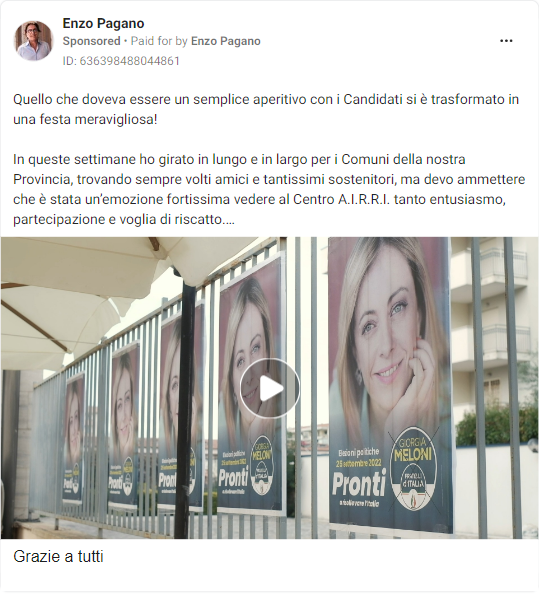 Enzo Pagano
Sponsored • Paid for by Enzo Pagano
ID: 636398488044861
Quello che doveva essere un semplice aperitivo con i Candidati si è trasformato in
una festa meravigliosa!
In queste settimane ho girato in lungo e in largo per i Comuni della nostra
Provincia, trovando sempre volti amici e tantissimi sostenitori, ma devo ammettere
che è stata un'emozione fortissima vedere al Centro A.I.R.R.I. tanto entusiasmo,
partecipazione e voglia di riscatto....
Elezioni politiche
25 settembre 2022
Pronti
GIORGIA
MELONI
FRATELLI
d'ITALIA
Elezioni politiche
25 settembre 2022
Pronti
a risollevare l'Italia
GIORGIA
MELONI
FRATELLI
d'ITALIA
Grazie a tutti